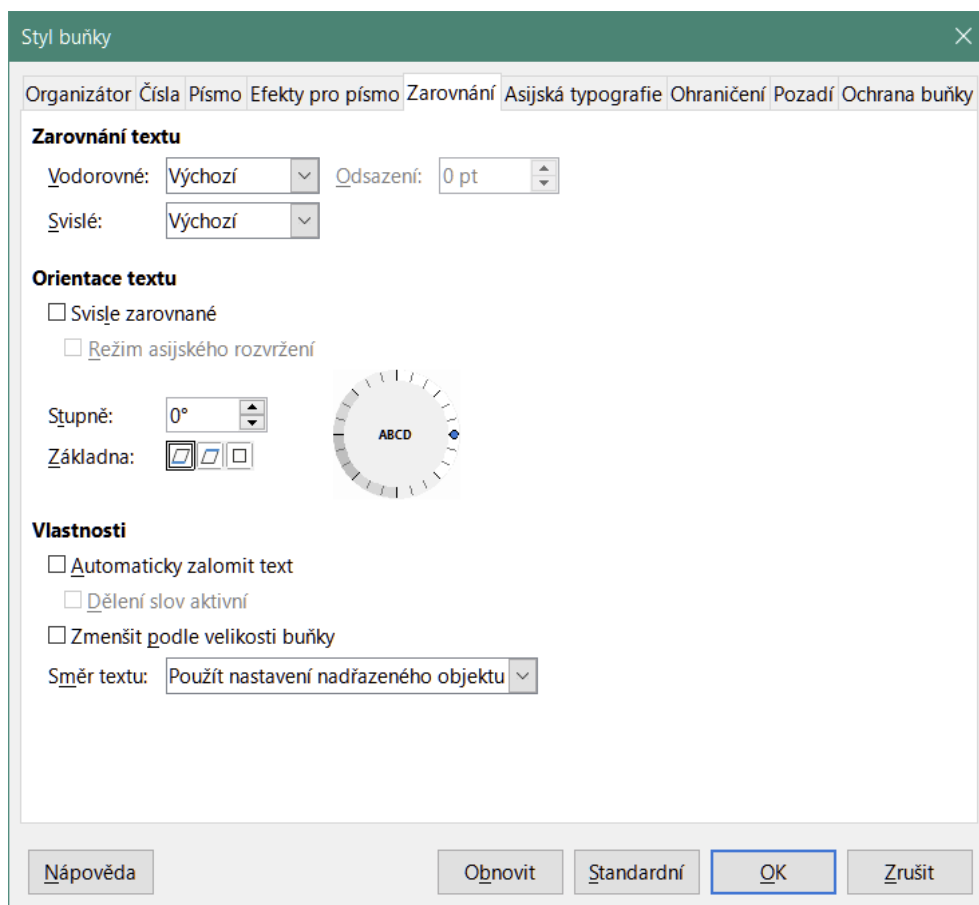 Styl buňky
Organizátor Čísla Písmo Efekty pro písmo Zarovnání Asijská typografie Ohraničení Pozadí Ochrana buňky
Zarovnání textu
Vodorovné: Výchozí Odsazení: 0 pt
Svislé: Výchozí
Orientace textu
Svisle zarovnané
Režim asijského rozvržení
Stupně: 0° ABCD
Základna:
Vlastnosti
Automaticky zalomit text
Dělení slov aktivní
Zmenšit podle velikosti buňky
Směr textu: Použít nastavení nadřazeného objektu
Nápověda Obnovit Standardní OK Zrušit